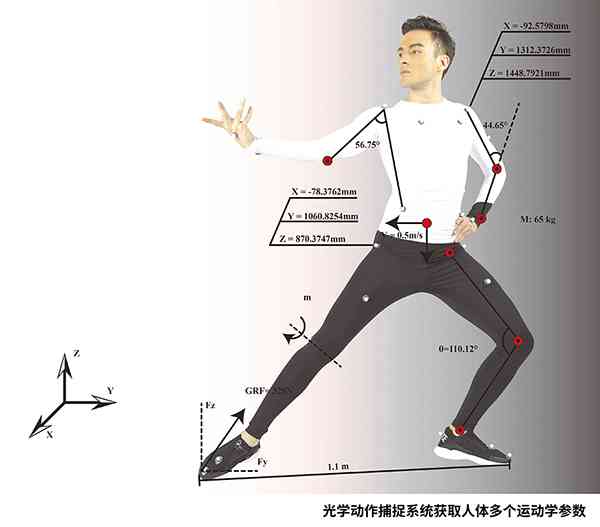 X = -92.5798mm
Y = 1312.3726mm
Z = 1448.7921mm
44.65°
56.75°
X = -78.3762mm
Y = 1060.8254mm
Z = 870.3747mm
M: 65 kg
= 0.5m/s
m
θ=110.12°
Z
Y
X
GRF=
Fz
Fy
1.1 m
光学动作捕捉系统获取人体多个运动学参数